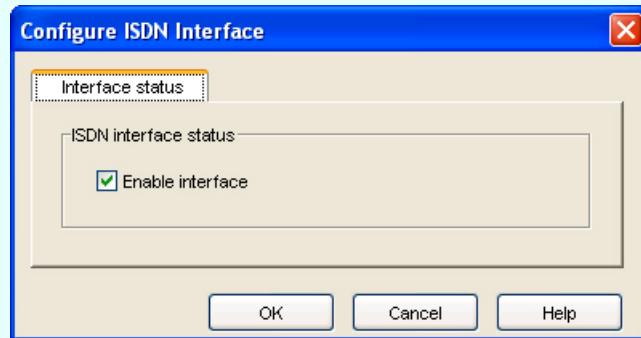 Configure ISDN Interface
Interface status
ISDN interface status
Enable interface
OK Cancel Help